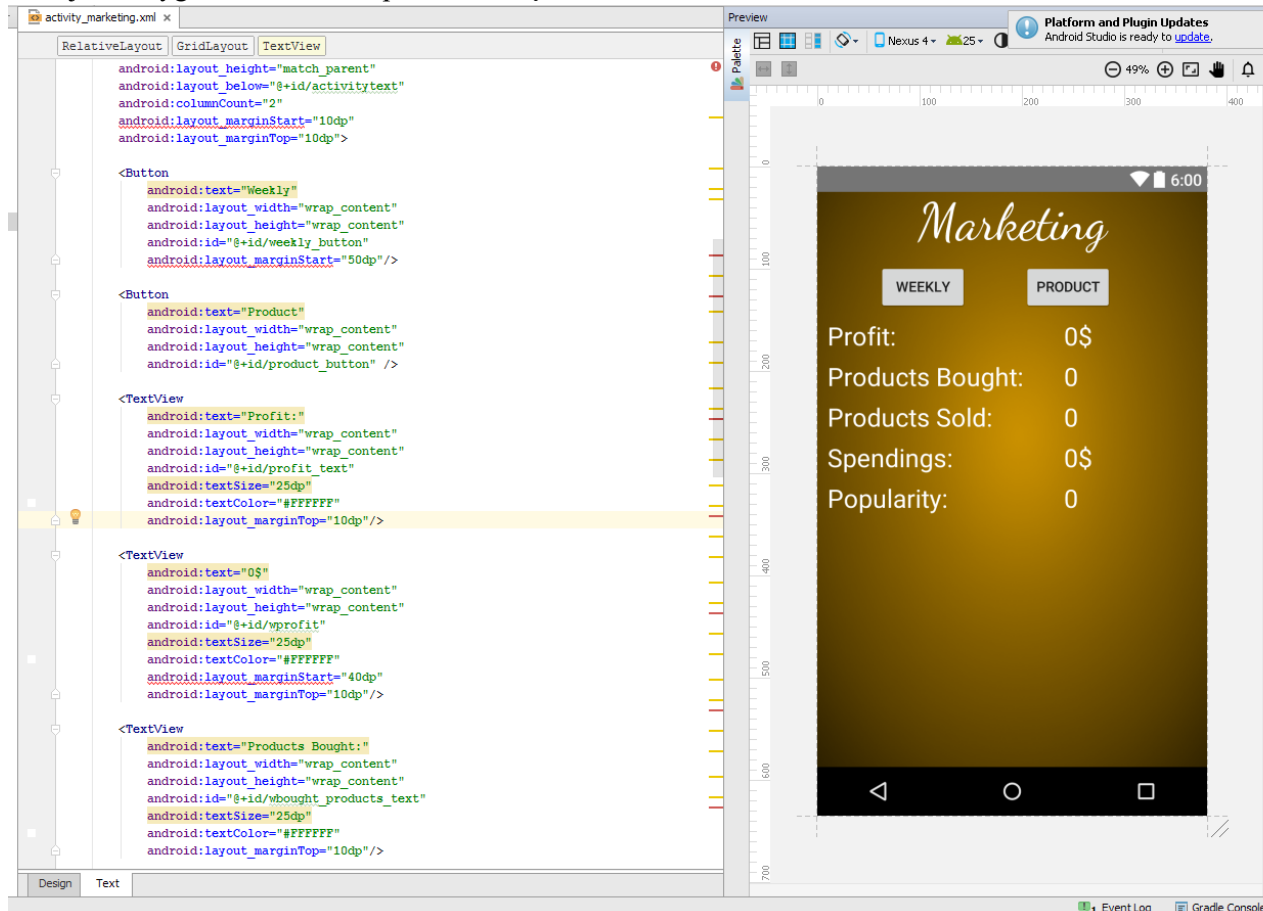 activity_marketing.xml ×
RelativeLayout GridLayout TextView
android:layout_height="match_parent"
android:layout_below="@+id/activitytext"
android:columnCount="2"
android:layout_marginStart="10dp"
android:layout_marginTop="10dp">
<Button
android:text="Weekly"
android:layout_width="wrap_content"
android:layout_height="wrap_content"
android:id="@+id/weekly_button"
android:layout_marginStart="50dp"/>
<Button
android:text="Product"
android:layout_width="wrap_content"
android:layout_height="wrap_content"
android:id="@+id/product_button" />
<TextView
android:text="Profit:"
android:layout_width="wrap_content"
android:layout_height="wrap_content"
android:id="@+id/profit_text"
android:textSize="25dp"
android:textColor="#FFFFFF"
android:layout_marginTop="10dp"/>
<TextView
android:text="0$"
android:layout_width="wrap_content"
android:layout_height="wrap_content"
android:id="@+id/wprofit"
android:textSize="25dp"
android:textColor="#FFFFFF"
android:layout_marginStart="40dp"
android:layout_marginTop="10dp"/>
<TextView
android:text="Products Bought:"
android:layout_width="wrap_content"
android:layout_height="wrap_content"
android:id="@+id/wbought_products_text"
android:textSize="25dp"
android:textColor="#FFFFFF"
android:layout_marginTop="10dp"/>
Design Text
Preview
Platform and Plugin Updates
Android Studio is ready to update.
Palette
Nexus 4 25
49%
0 100 200 300 400
0
100
200
300
400
500
600
700
6:00
Marketing
WEEKLY PRODUCT
Profit: 0$
Products Bought: 0
Products Sold: 0
Spendings: 0$
Popularity: 0
1 Event Log Gradle Console